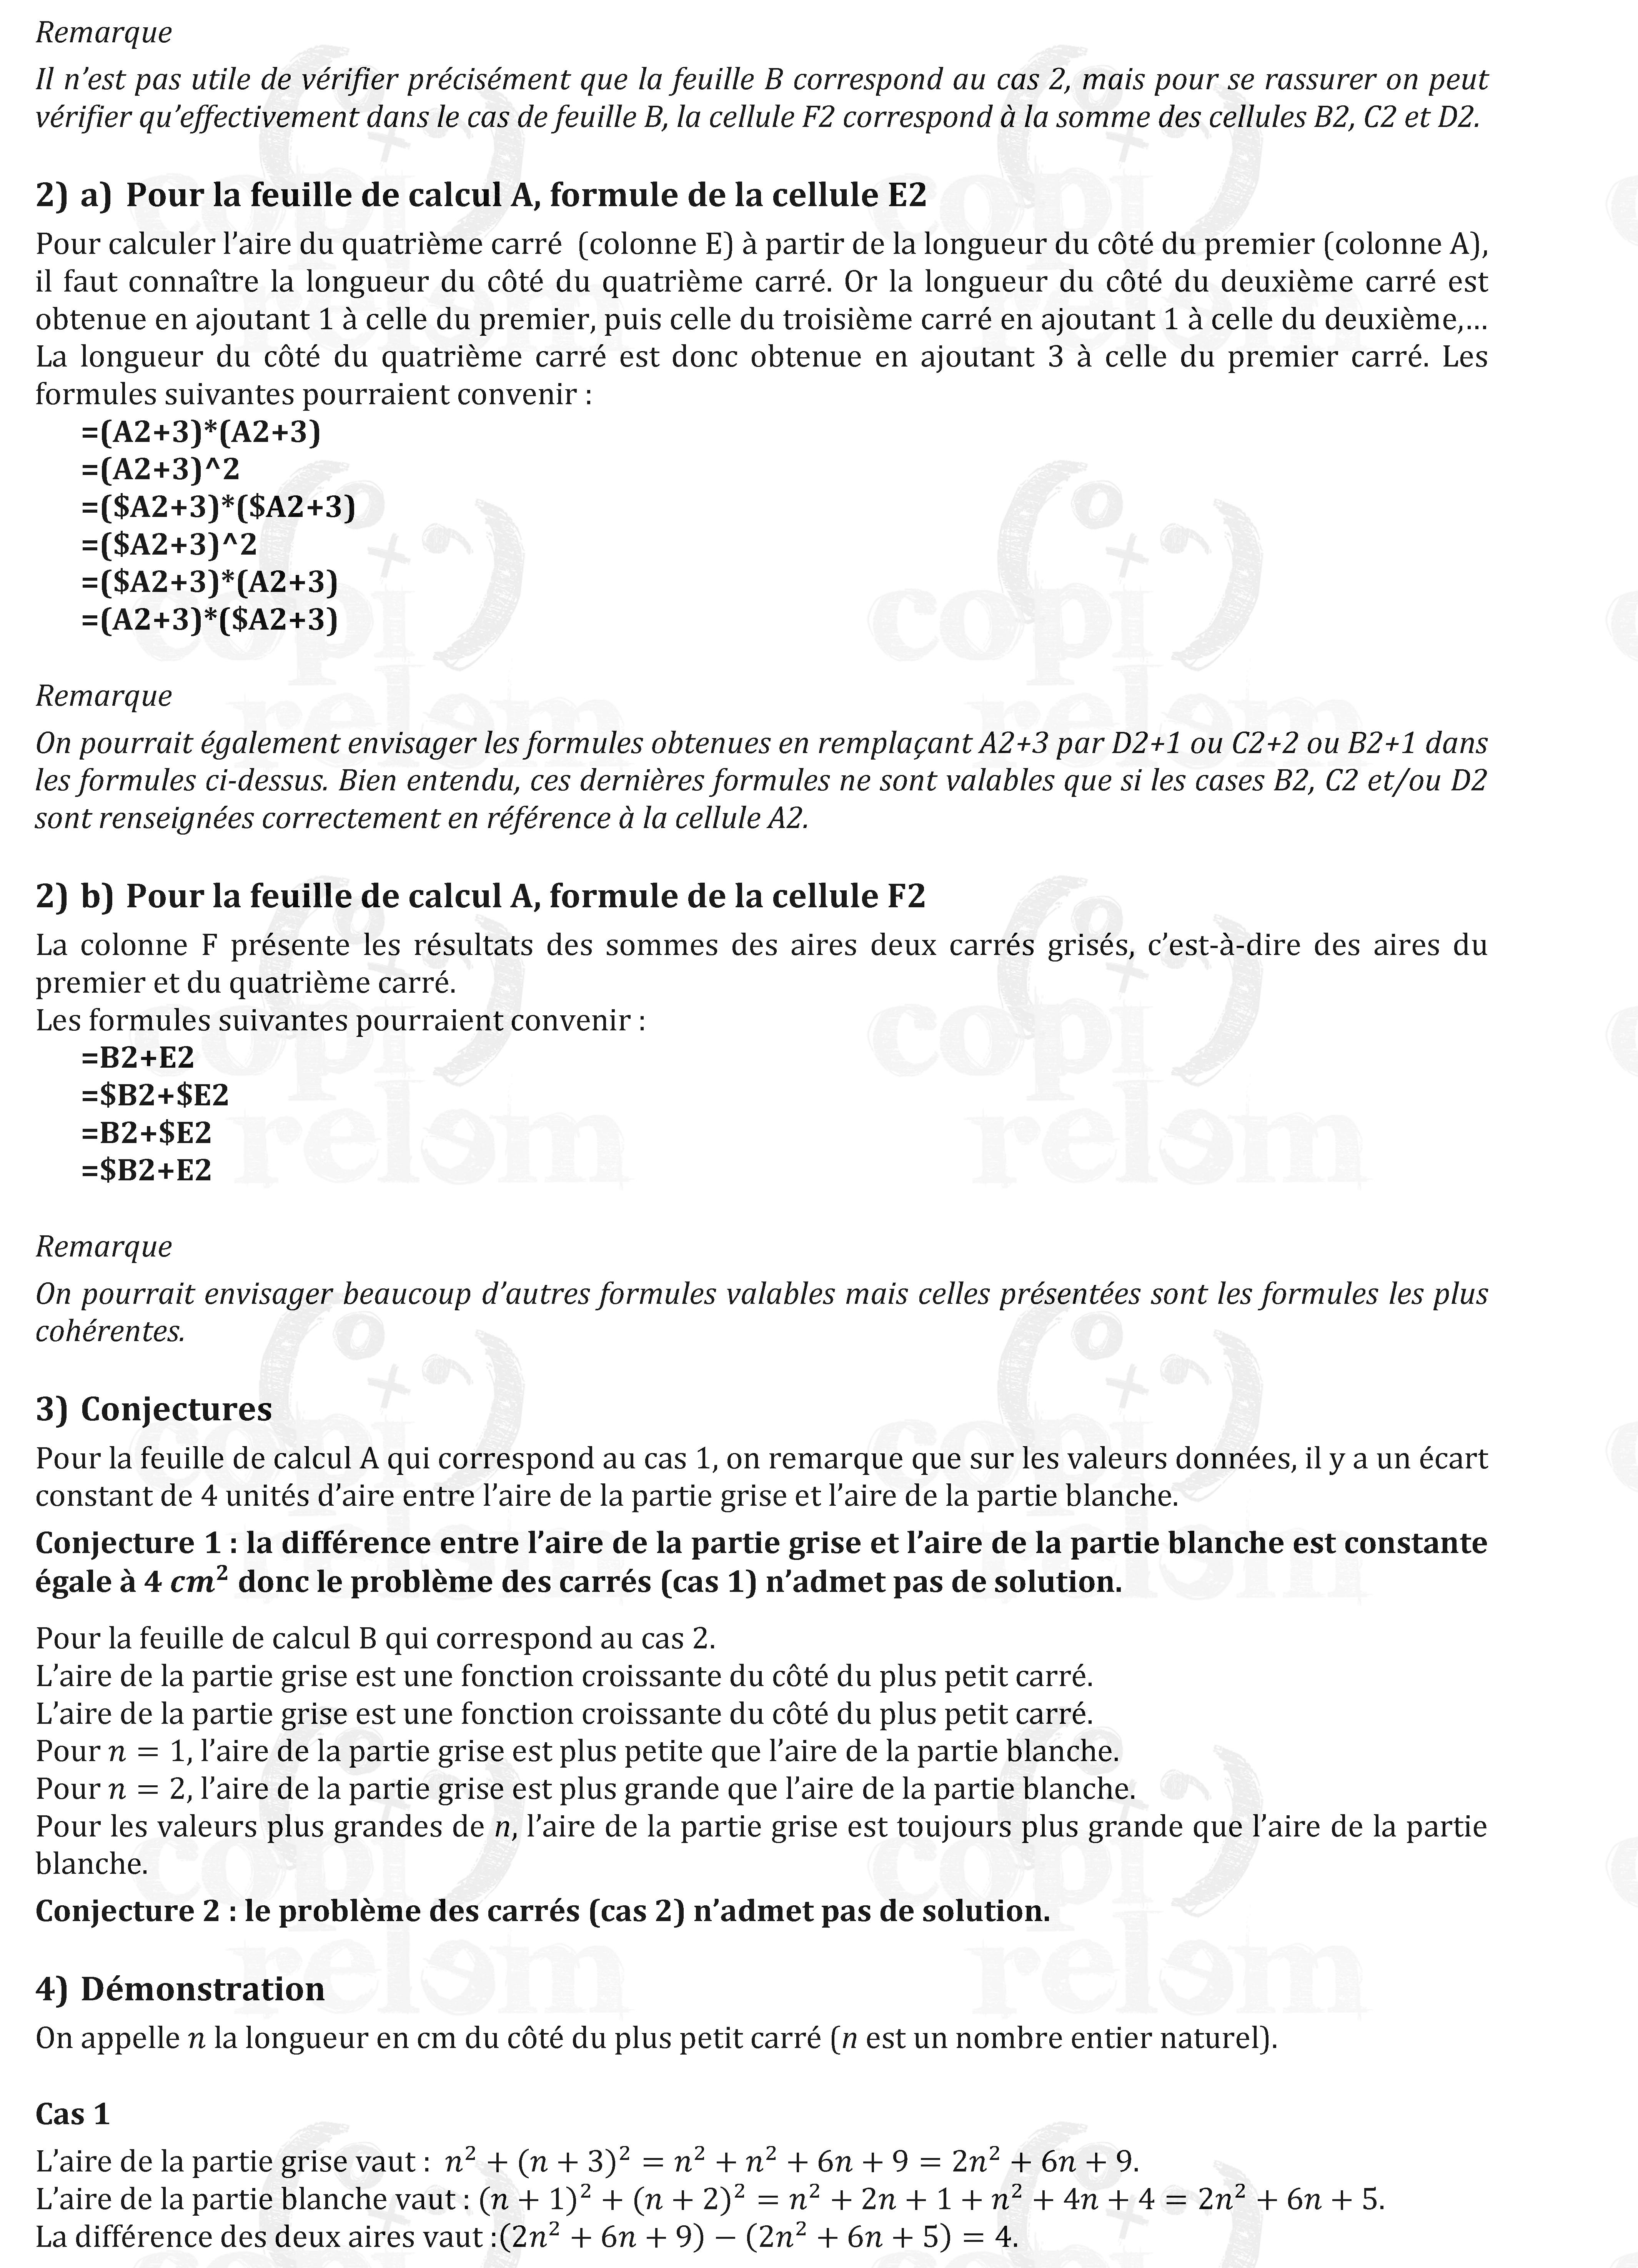 Remarque
Il n’est pas utile de vérifier précisément que la feuille B correspond au cas 2, mais pour se rassurer on peut
vérifier qu’effectivement dans le cas de feuille B, la cellule F2 correspond à la somme des cellules B2, C2 et D2.
2) a) Pour la feuille de calcul A, formule de la cellule E2
Pour calculer l’aire du quatrième carré (colonne E) à partir de la longueur du côté du premier (colonne A),
il faut connaître la longueur du côté du quatrième carré. Or la longueur du côté du deuxième carré est
obtenue en ajoutant 1 à celle du premier, puis celle du troisième carré en ajoutant 1 à celle du deuxième,…
La longueur du côté du quatrième carré est donc obtenue en ajoutant 3 à celle du premier carré. Les
formules suivantes pourraient convenir :
=(A2+3)*(A2+3)
=(A2+3)^2
=($A2+3)*($A2+3)
=($A2+3)^2
=($A2+3)*(A2+3)
=(A2+3)*($A2+3)
Remarque
On pourrait également envisager les formules obtenues en remplaçant A2+3 par D2+1 ou C2+2 ou B2+1 dans
les formules ci-dessus. Bien entendu, ces dernières formules ne sont valables que si les cases B2, C2 et/ou D2
sont renseignées correctement en référence à la cellule A2.
2) b) Pour la feuille de calcul A, formule de la cellule F2
La colonne F présente les résultats des sommes des aires deux carrés grisés, c’est-à-dire des aires du
premier et du quatrième carré.
Les formules suivantes pourraient convenir :
=B2+E2
=$B2+$E2
=B2+$E2
=$B2+E2
Remarque
On pourrait envisager beaucoup d’autres formules valables mais celles présentées sont les formules les plus
cohérentes.
3) Conjectures
Pour la feuille de calcul A qui correspond au cas 1, on remarque que sur les valeurs données, il y a un écart
constant de 4 unités d’aire entre l’aire de la partie grise et l’aire de la partie blanche.
Conjecture 1 : la différence entre l’aire de la partie grise et l’aire de la partie blanche est constante
égale à 4 cm² donc le problème des carrés (cas 1) n’admet pas de solution.
Pour la feuille de calcul B qui correspond au cas 2.
L’aire de la partie grise est une fonction croissante du côté du plus petit carré.
L’aire de la partie grise est une fonction croissante du côté du plus petit carré.
Pour n = 1, l’aire de la partie grise est plus petite que l’aire de la partie blanche.
Pour n = 2, l’aire de la partie grise est plus grande que l’aire de la partie blanche.
Pour les valeurs plus grandes de n, l’aire de la partie grise est toujours plus grande que l’aire de la partie
blanche.
Conjecture 2 : le problème des carrés (cas 2) n’admet pas de solution.
4) Démonstration
On appelle n la longueur en cm du côté du plus petit carré (n est un nombre entier naturel).
Cas 1
L’aire de la partie grise vaut : n² + (n + 3)² = n² + n² + 6n + 9 = 2n² + 6n + 9.
L’aire de la partie blanche vaut : (n + 1)² + (n + 2)² = n² + 2n + 1 + n² + 4n + 4 = 2n² + 6n + 5.
La différence des deux aires vaut :(2n² + 6n + 9) − (2n² + 6n + 5) = 4.